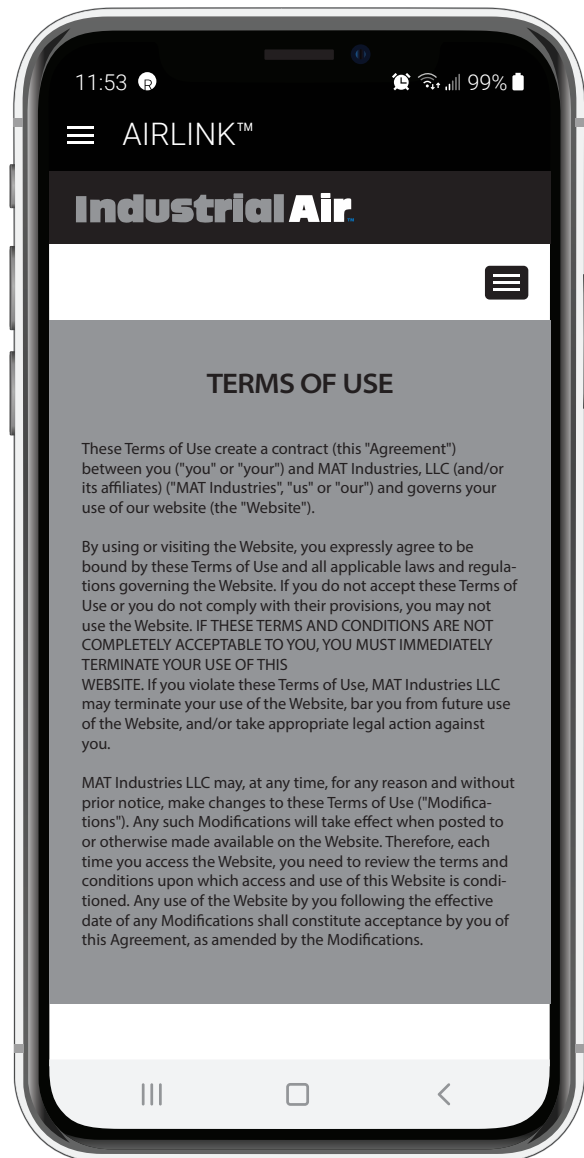 11:53 R 99%
AIRLINK™
Industrial Air™
TERMS OF USE
These Terms of Use create a contract (this "Agreement")
between you ("you" or "your") and MAT Industries, LLC (and/or
its affiliates) ("MAT Industries", "us" or "our") and governs your
use of our website (the "Website").
By using or visiting the Website, you expressly agree to be
bound by these Terms of Use and all applicable laws and regula-
tions governing the Website. If you do not accept these Terms of
Use or you do not comply with their provisions, you may not
use the Website. IF THESE TERMS AND CONDITIONS ARE NOT
COMPLETELY ACCEPTABLE TO YOU, YOU MUST IMMEDIATELY
TERMINATE YOUR USE OF THIS
WEBSITE. If you violate these Terms of Use, MAT Industries LLC
may terminate your use of the Website, bar you from future use
of the Website, and/or take appropriate legal action against
you.
MAT Industries LLC may, at any time, for any reason and without
prior notice, make changes to these Terms of Use ("Modifica-
tions"). Any such Modifications will take effect when posted to
or otherwise made available on the Website. Therefore, each
time you access the Website, you need to review the terms and
conditions upon which access and use of this Website is condi-
tioned. Any use of the Website by you following the effective
date of any Modifications shall constitute acceptance by you of
this Agreement, as amended by the Modifications.